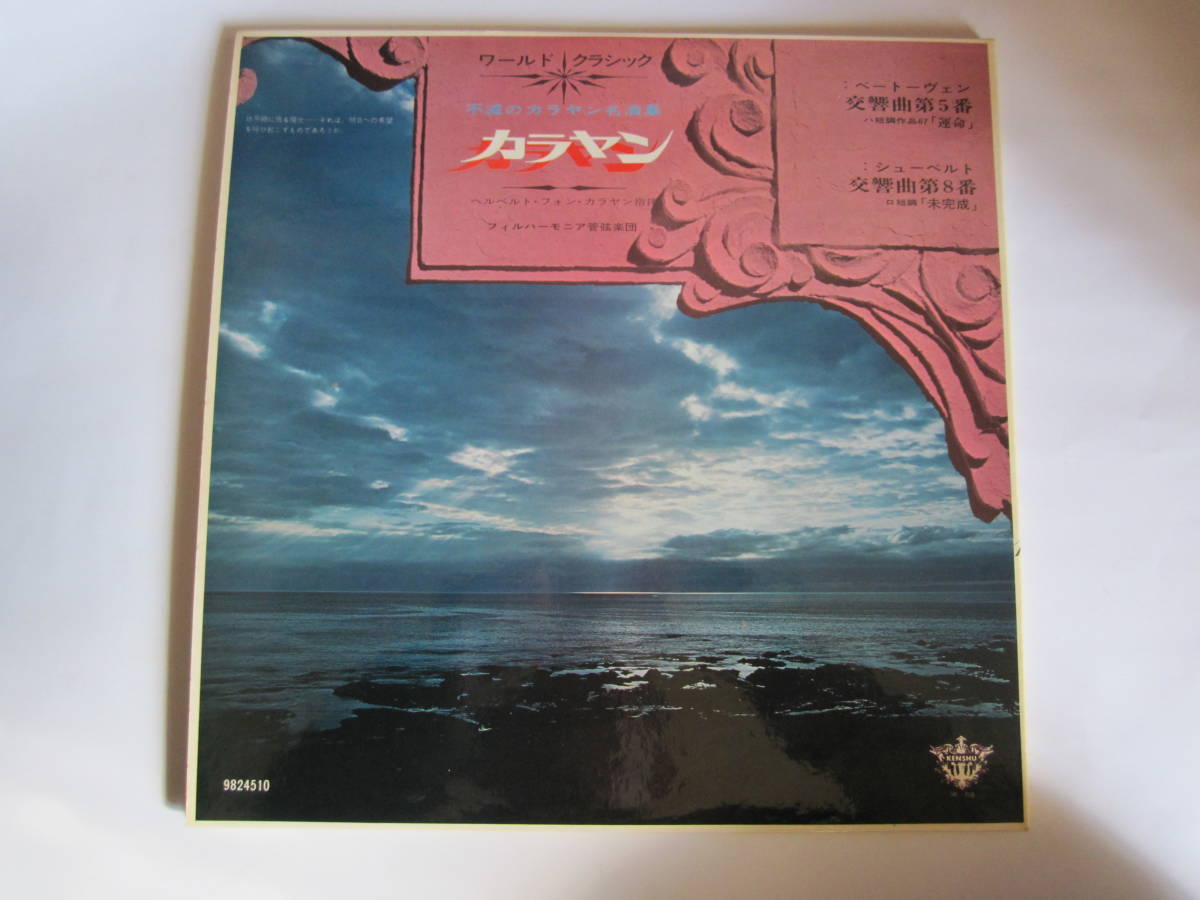 ワールド クラシック
不滅のカラヤン名演集
カラヤン
ヘルベルト・フォン・カラヤン指揮
フィルハーモニア管弦楽団
:ベートーヴェン
交響曲第5番
ハ短調作品67「運命」
:シューベルト
交響曲第8番
ロ短調「未完成」
KENSHU
9824510